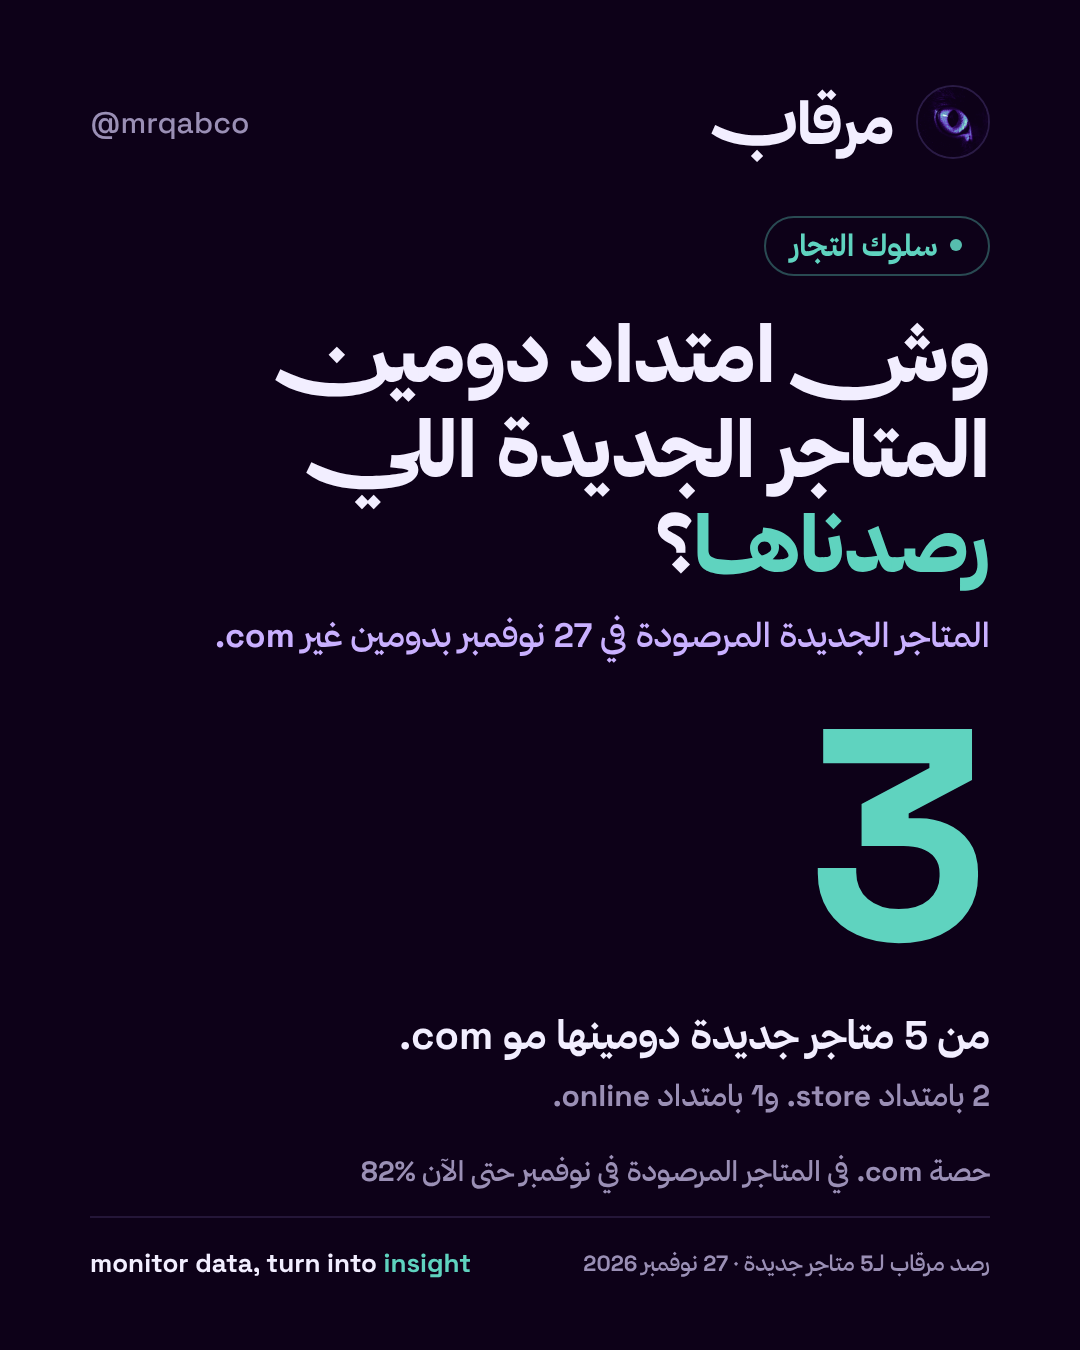 مرقاب
@mrqabco
سلوك التجار
وش امتداد دومين
المتاجر الجديدة اللي
رصدناها؟
المتاجر الجديدة المرصودة في 27 نوفمبر بدومين غير com.
3
من 5 متاجر جديدة دومينها مو com.
2 بامتداد store. و1 بامتداد online.
حصة com. في المتاجر المرصودة في نوفمبر حتى الآن 82%
رصد مرقاب لـ5 متاجر جديدة · 27 نوفمبر 2026
monitor data, turn into insight